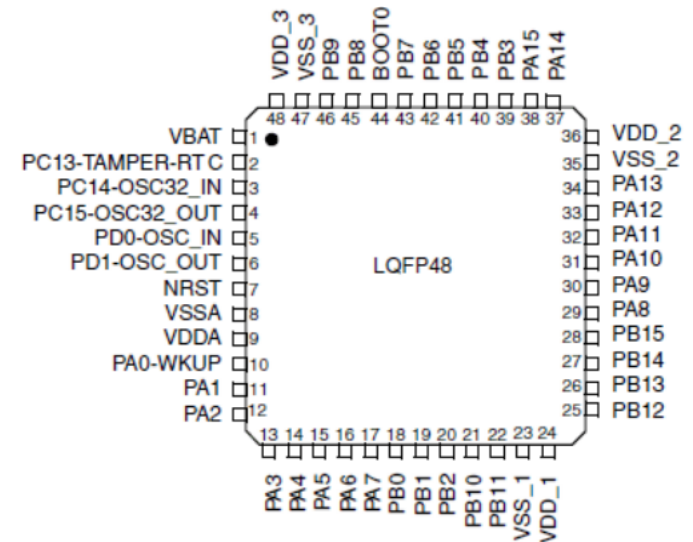 VDD_3
VSS_3
PB9
PB8
BOOT0
PB7
PB6
PB5
PB4
PB3
PA15
PA14
48 47 46 45 44 43 42 41 40 39 38 37
VBAT 1
PC13-TAMPER-RT C 2
PC14-OSC32_IN 3
PC15-OSC32_OUT 4
PD0-OSC_IN 5
PD1-OSC_OUT 6
NRST 7
VSSA 8
VDDA 9
PA0-WKUP 10
PA1 11
PA2 12
LQFP48
36 VDD_2
35 VSS_2
34 PA13
33 PA12
32 PA11
31 PA10
30 PA9
29 PA8
28 PB15
27 PB14
26 PB13
25 PB12
13 14 15 16 17 18 19 20 21 22 23 24
PA3
PA4
PA5
PA6
PA7
PB0
PB1
PB2
PB10
PB11
VSS_1
VDD_1